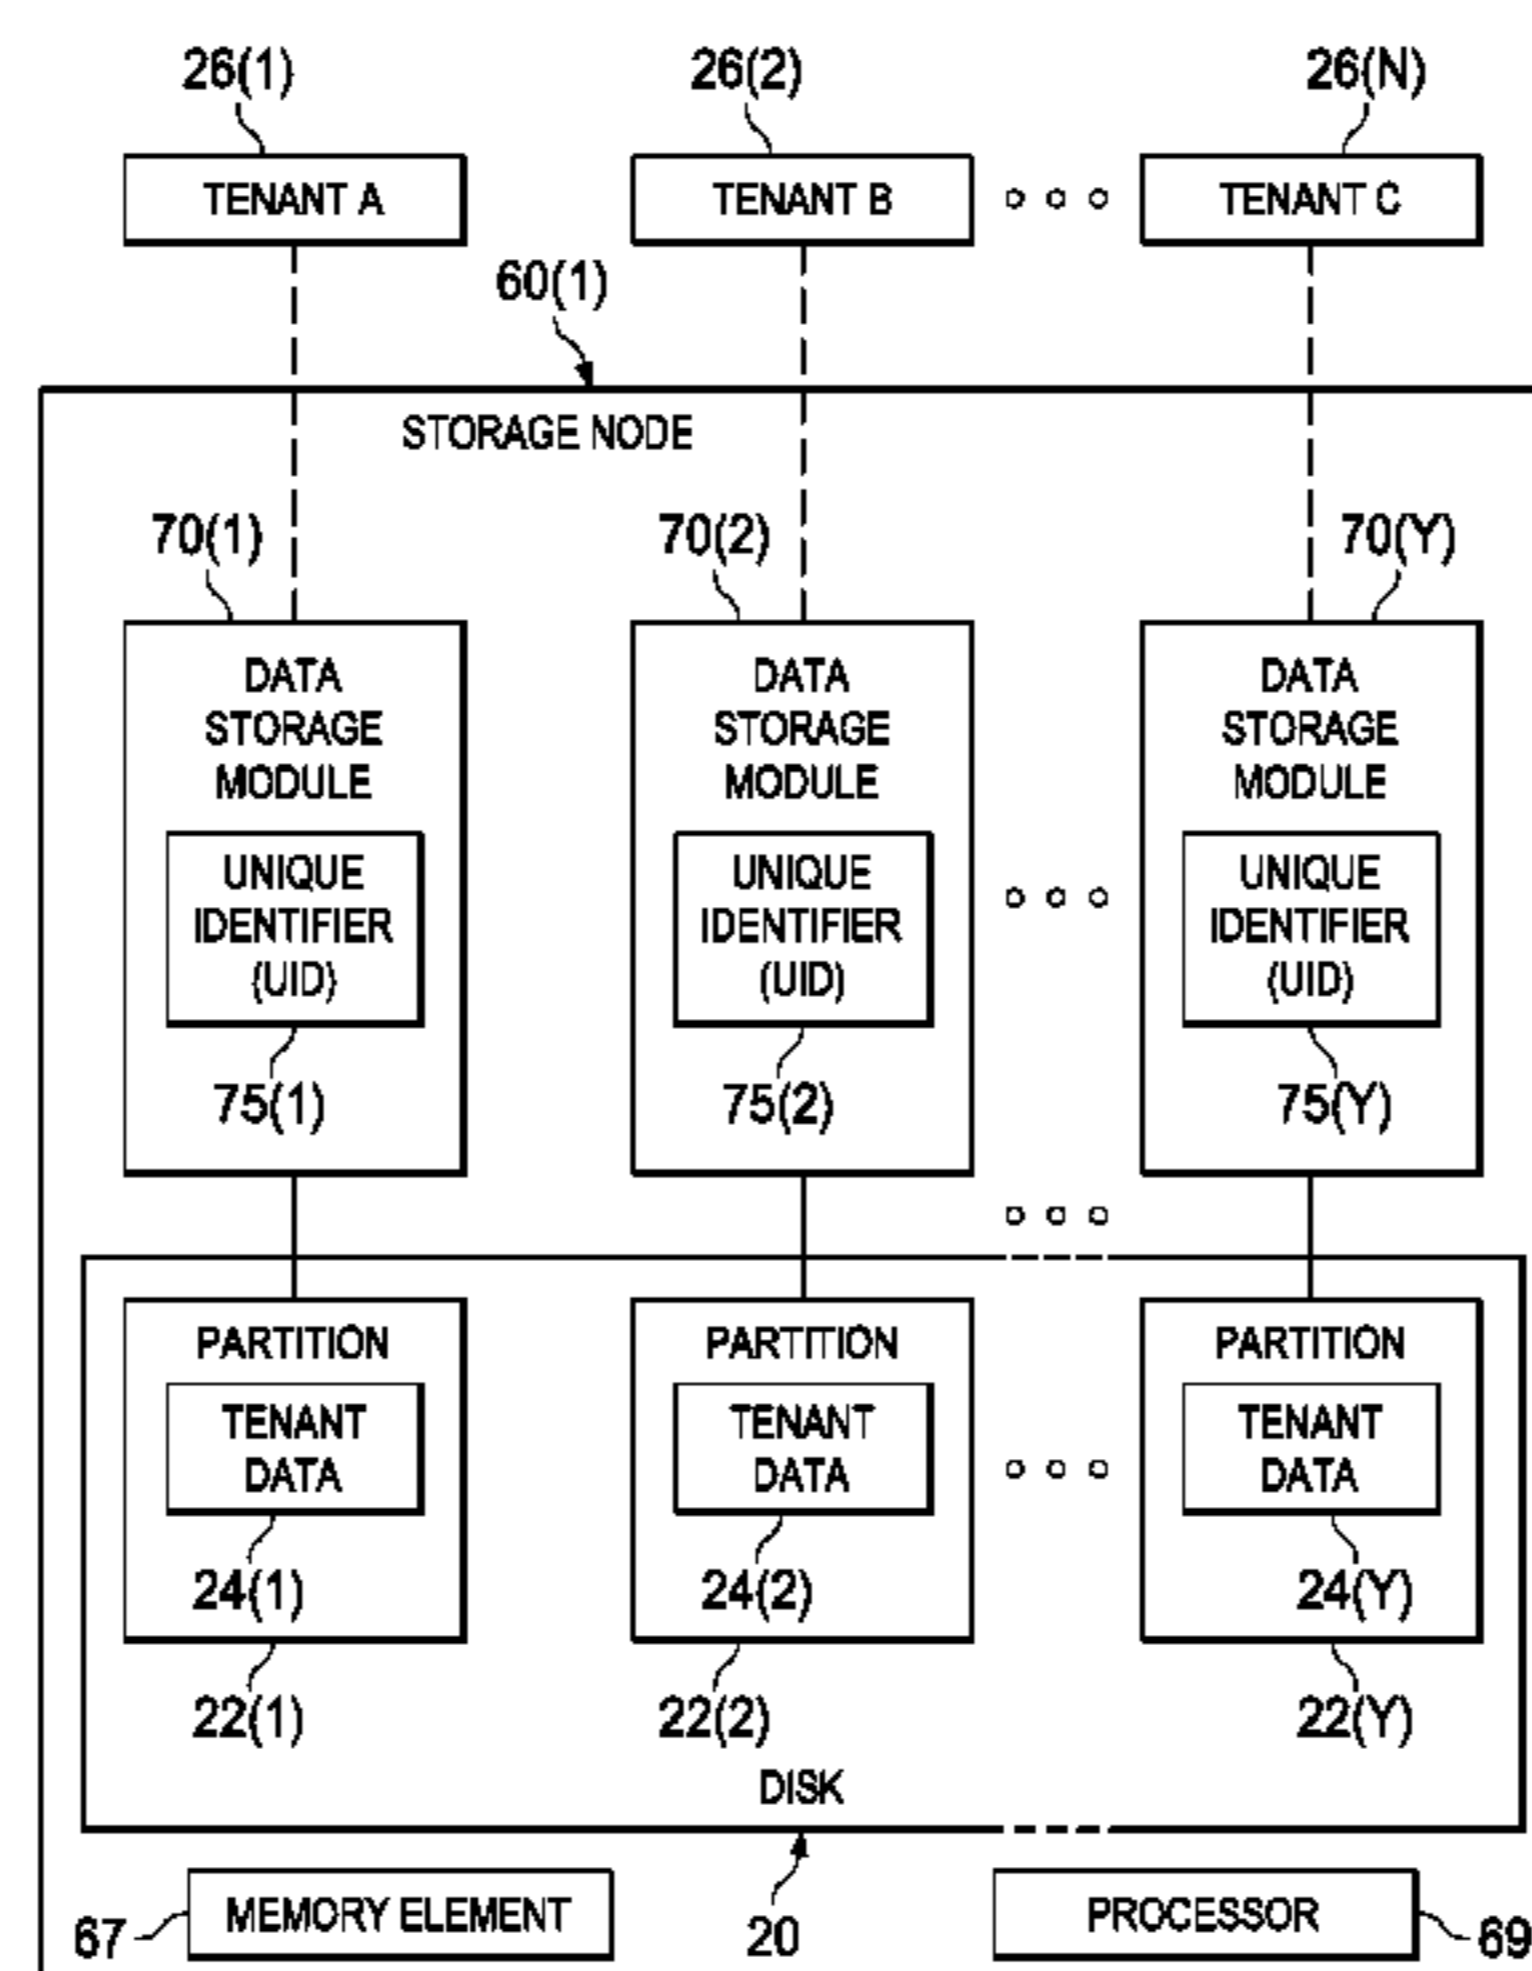 26(1) 26(2) 26(N)
TENANT A TENANT B TENANT C
60(1)
STORAGE NODE
70(1) 70(2) 70(Y)
DATA DATA DATA
STORAGE STORAGE STORAGE
MODULE MODULE MODULE
UNIQUE UNIQUE UNIQUE
IDENTIFIER IDENTIFIER IDENTIFIER
(UID) (UID) (UID)
75(1) 75(2) 75(Y)
PARTITION PARTITION PARTITION
TENANT TENANT TENANT
DATA DATA DATA
24(1) 24(2) 24(Y)
22(1) 22(2) 22(Y)
DISK
67 MEMORY ELEMENT 20 PROCESSOR 69